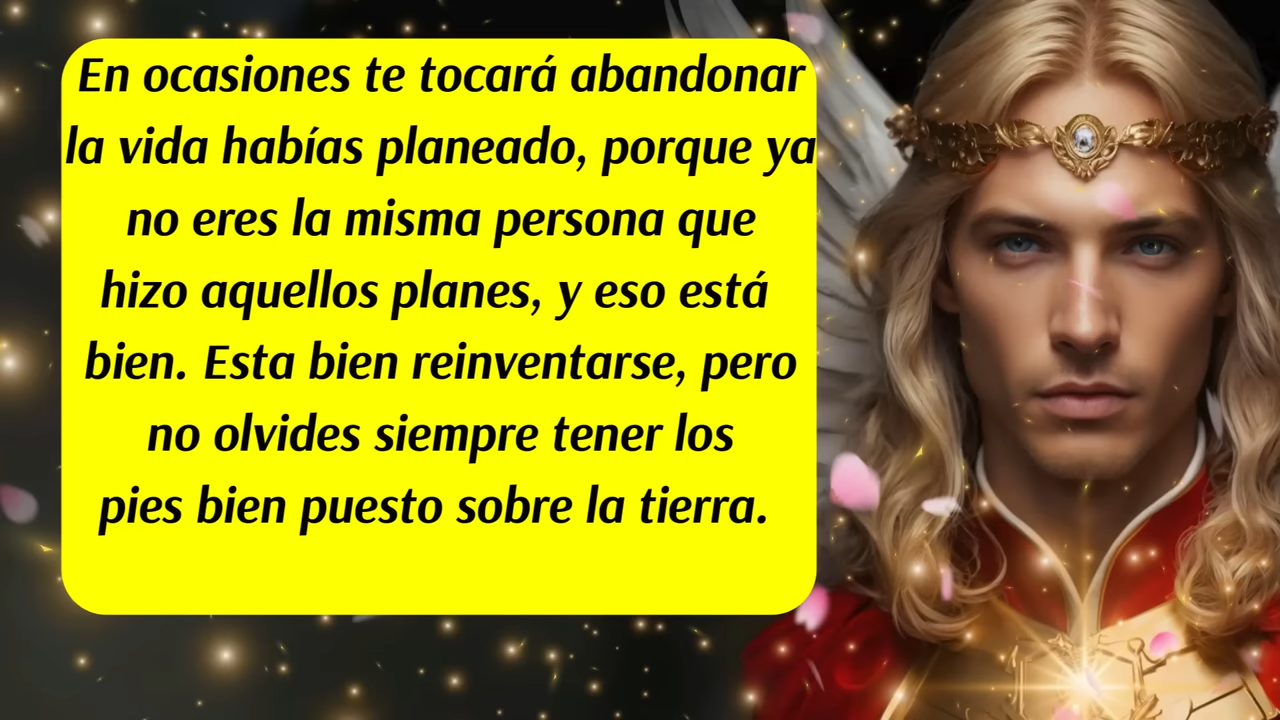 En ocasiones te tocará abandonar
la vida habías planeado, porque ya
no eres la misma persona que
hizo aquellos planes, y eso está
bien. Esta bien reinventarse, pero
no olvides siempre tener los
pies bien puesto sobre la tierra.